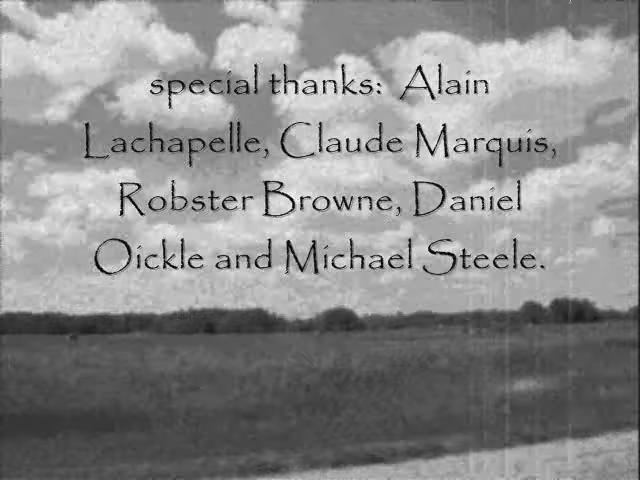 special thanks: Alain
Lachapelle, Claude Marquis,
Robster Browne, Daniel
Oickle and Michael Steele.